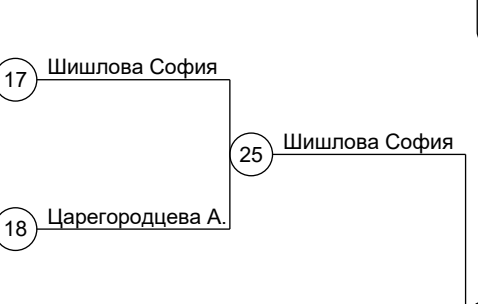 17 Шишлова София
25 Шишлова София
18 Царегородцева А.